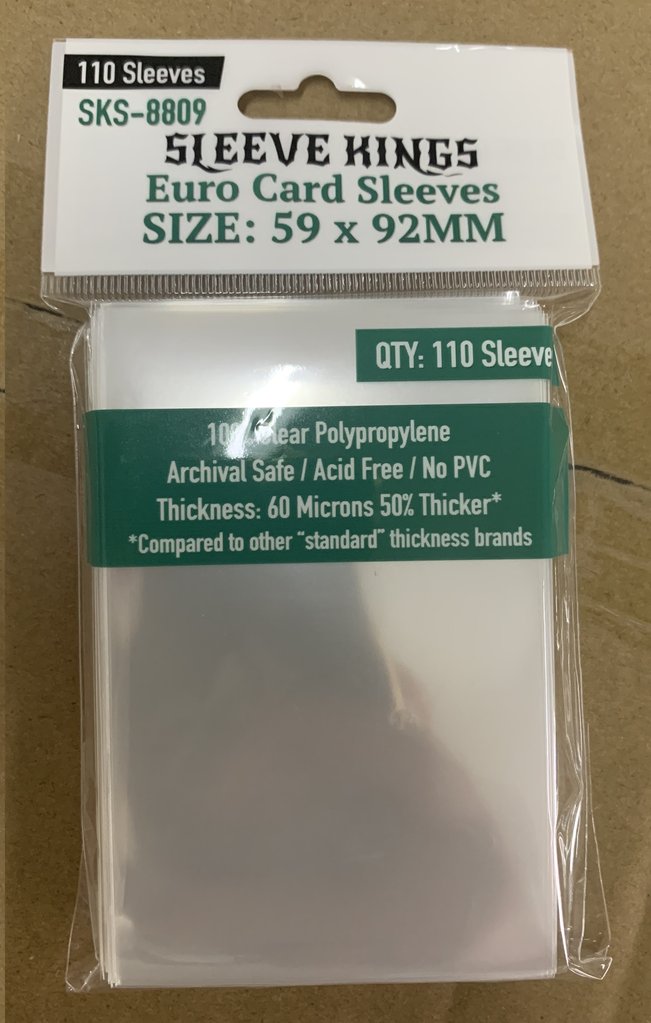 110 Sleeves
SKS-8809
SLEEVE KINGS
Euro Card Sleeves
SIZE: 59 x 92MM
QTY: 110 Sleeve
Polypropylene
Archival Safe / Acid Free / No PVC
Thickness: 60 Microns 50% Thicker*
*Compared to other “standard” thickness brands